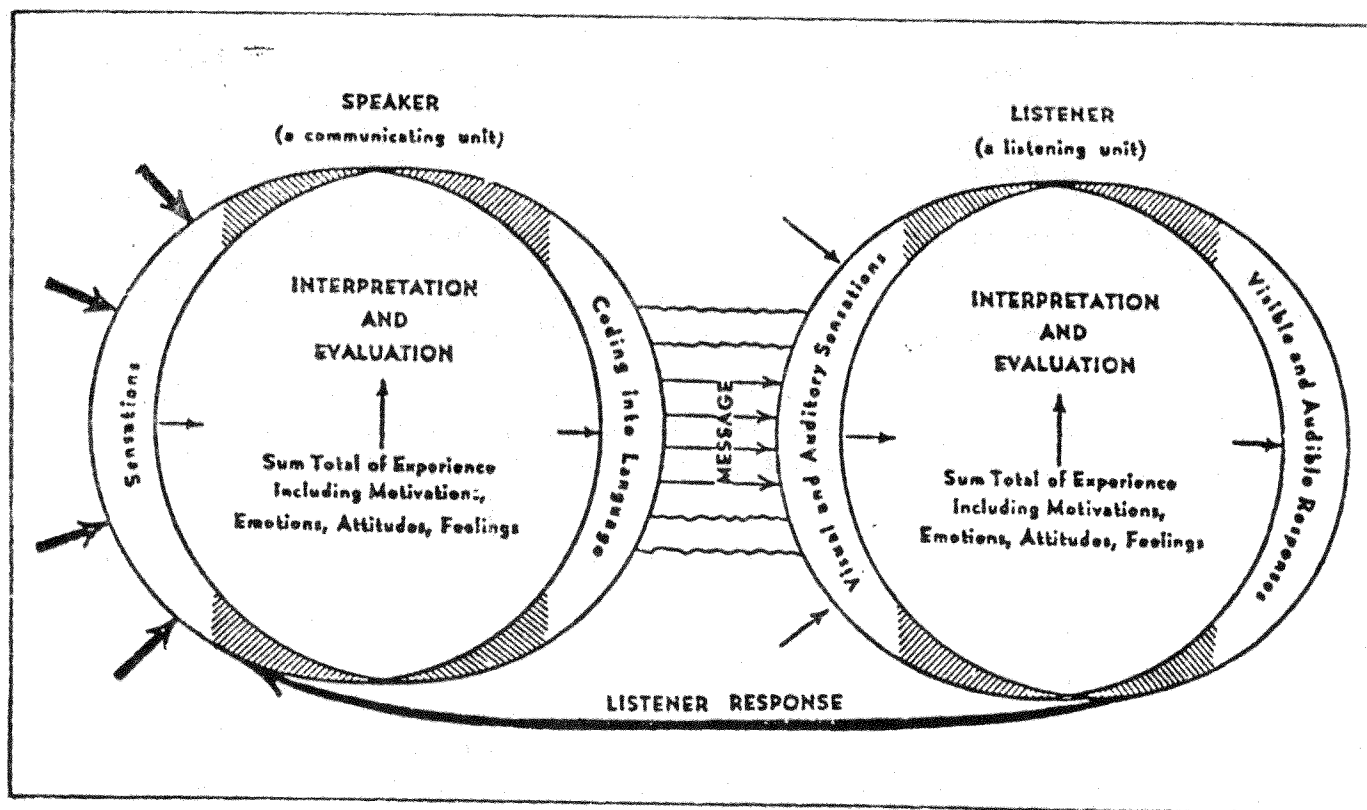 SPEAKER
(a communicating unit)
LISTENER
(a listening unit)
Sensations
INTERPRETATION
AND
EVALUATION
Sum Total of Experience
Including Motivations,
Emotions, Attitudes, Feelings
Coding into Language
MESSAGE
Visual and Auditory Sensations
INTERPRETATION
AND
EVALUATION
Sum Total of Experience
Including Motivations,
Emotions, Attitudes, Feelings
Visible and Audible Responses
LISTENER RESPONSE